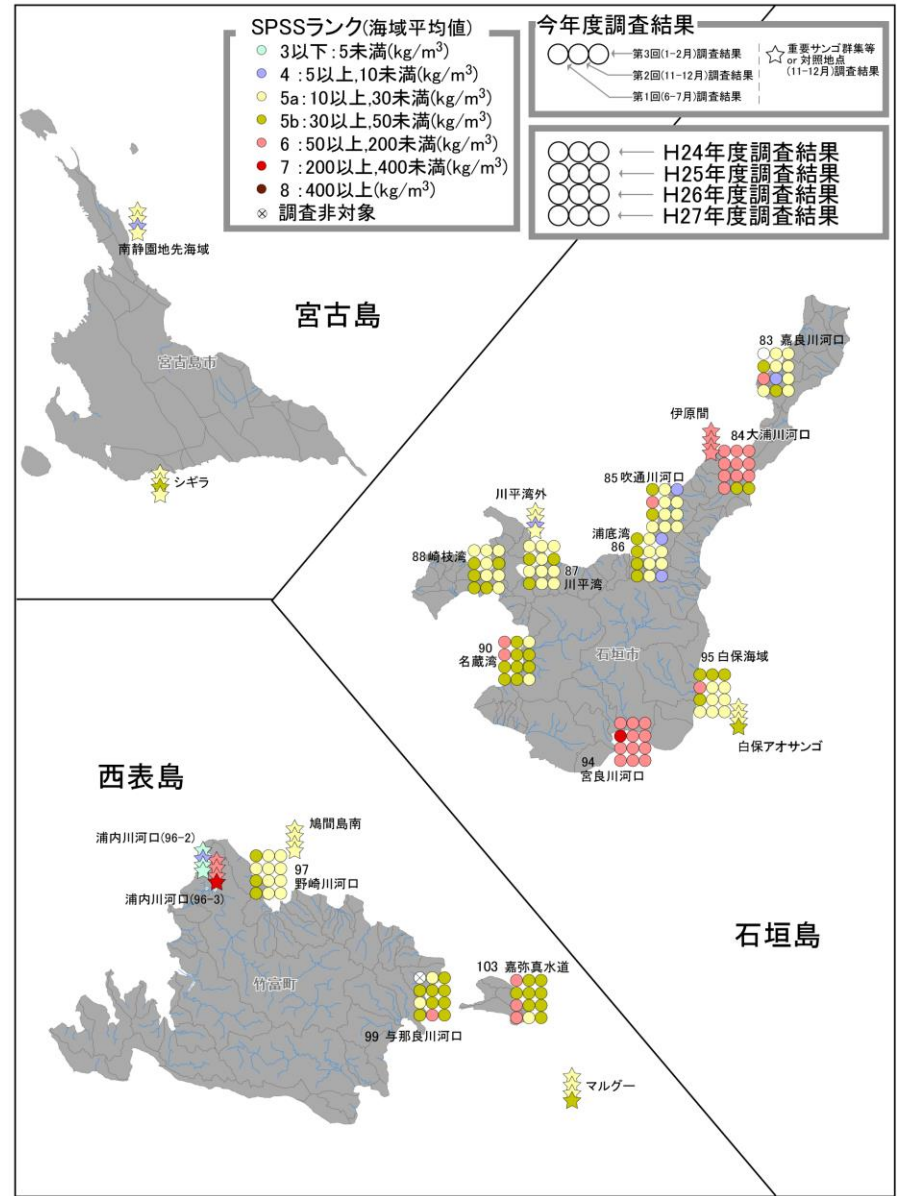 SPSSランク(海域平均値)
3以下:5未満(kg/m³)
4:5以上,10未満(kg/m³)
5a:10以上,30未満(kg/m³)
5b:30以上,50未満(kg/m³)
6:50以上,200未満(kg/m³)
7:200以上,400未満(kg/m³)
8:400以上(kg/m³)
調査非対象
今年度調査結果
第3回(1-2月)調査結果
第2回(11-12月)調査結果
第1回(6-7月)調査結果
重要サンゴ群集等
or 対照地点
(11-12月)調査結果
H24年度調査結果
H25年度調査結果
H26年度調査結果
H27年度調査結果
南静園地先海域
宮古島
宮古島市
シギラ
83 嘉良川河口
伊原間
84 大浦川河口
85 吹通川河口
川平湾外
浦底湾
86
88 崎枝湾
87
川平湾
90
名蔵湾
石垣市
95 白保海域
白保アオサンゴ
94
宮良川河口
石垣島
西表島
鳩間島南
浦内川河口(96-2)
97
野崎川河口
浦内川河口(96-3)
竹富町
103 嘉弥真水道
99 与那良川河口
マルグー